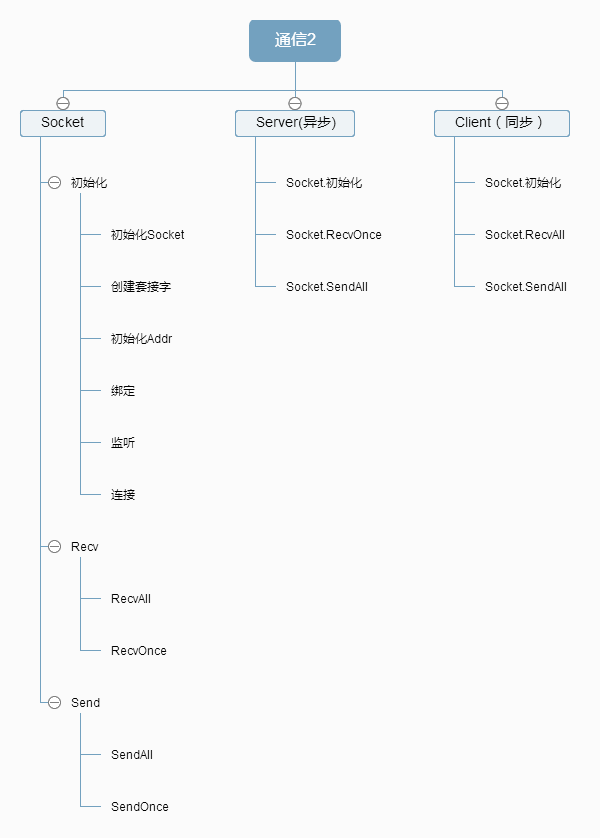 通信2
Socket
初始化
初始化Socket
创建套接字
初始化Addr
绑定
监听
连接
Recv
RecvAll
RecvOnce
Send
SendAll
SendOnce
Server(异步)
Socket.初始化
Socket.RecvOnce
Socket.SendAll
Client（同步）
Socket.初始化
Socket.RecvAll
Socket.SendAll